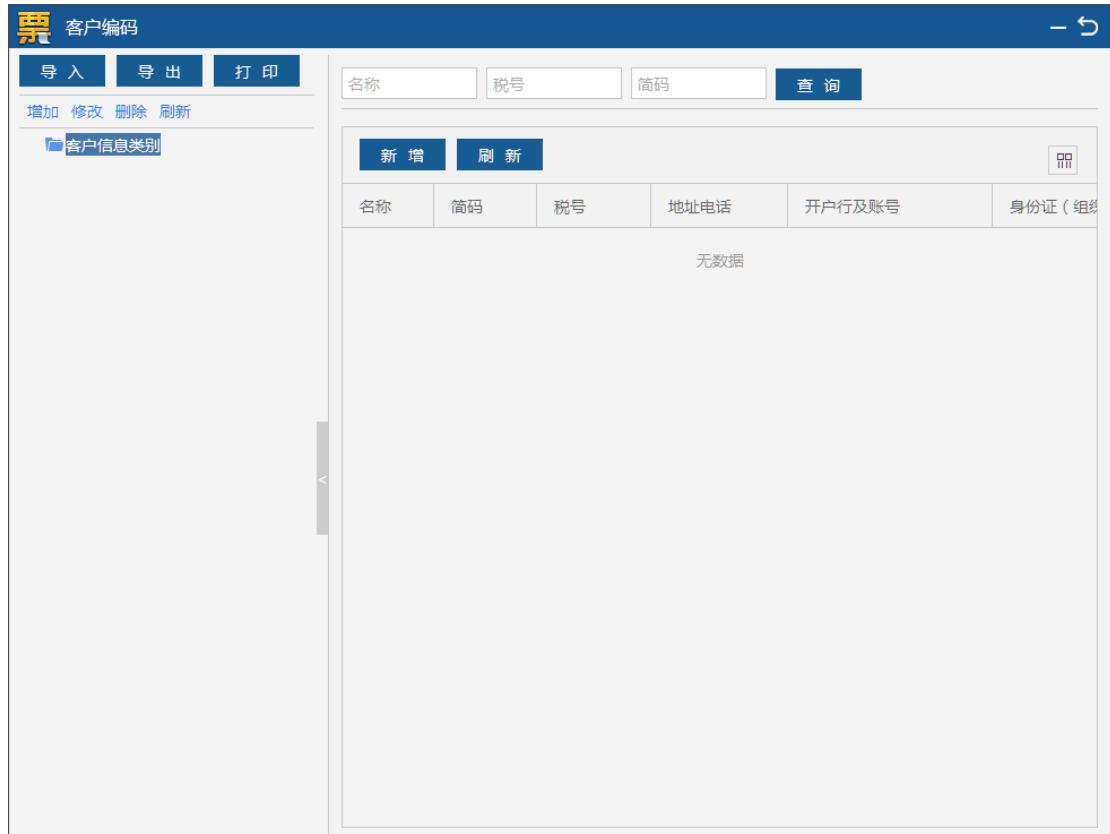 票 客户编码
导入 导出 打印
增加 修改 删除 刷新
客户信息类别
名称 税号 简码 查询
新增 刷新
名称 简码 税号 地址电话 开户行及账号 身份证（组织
无数据
<